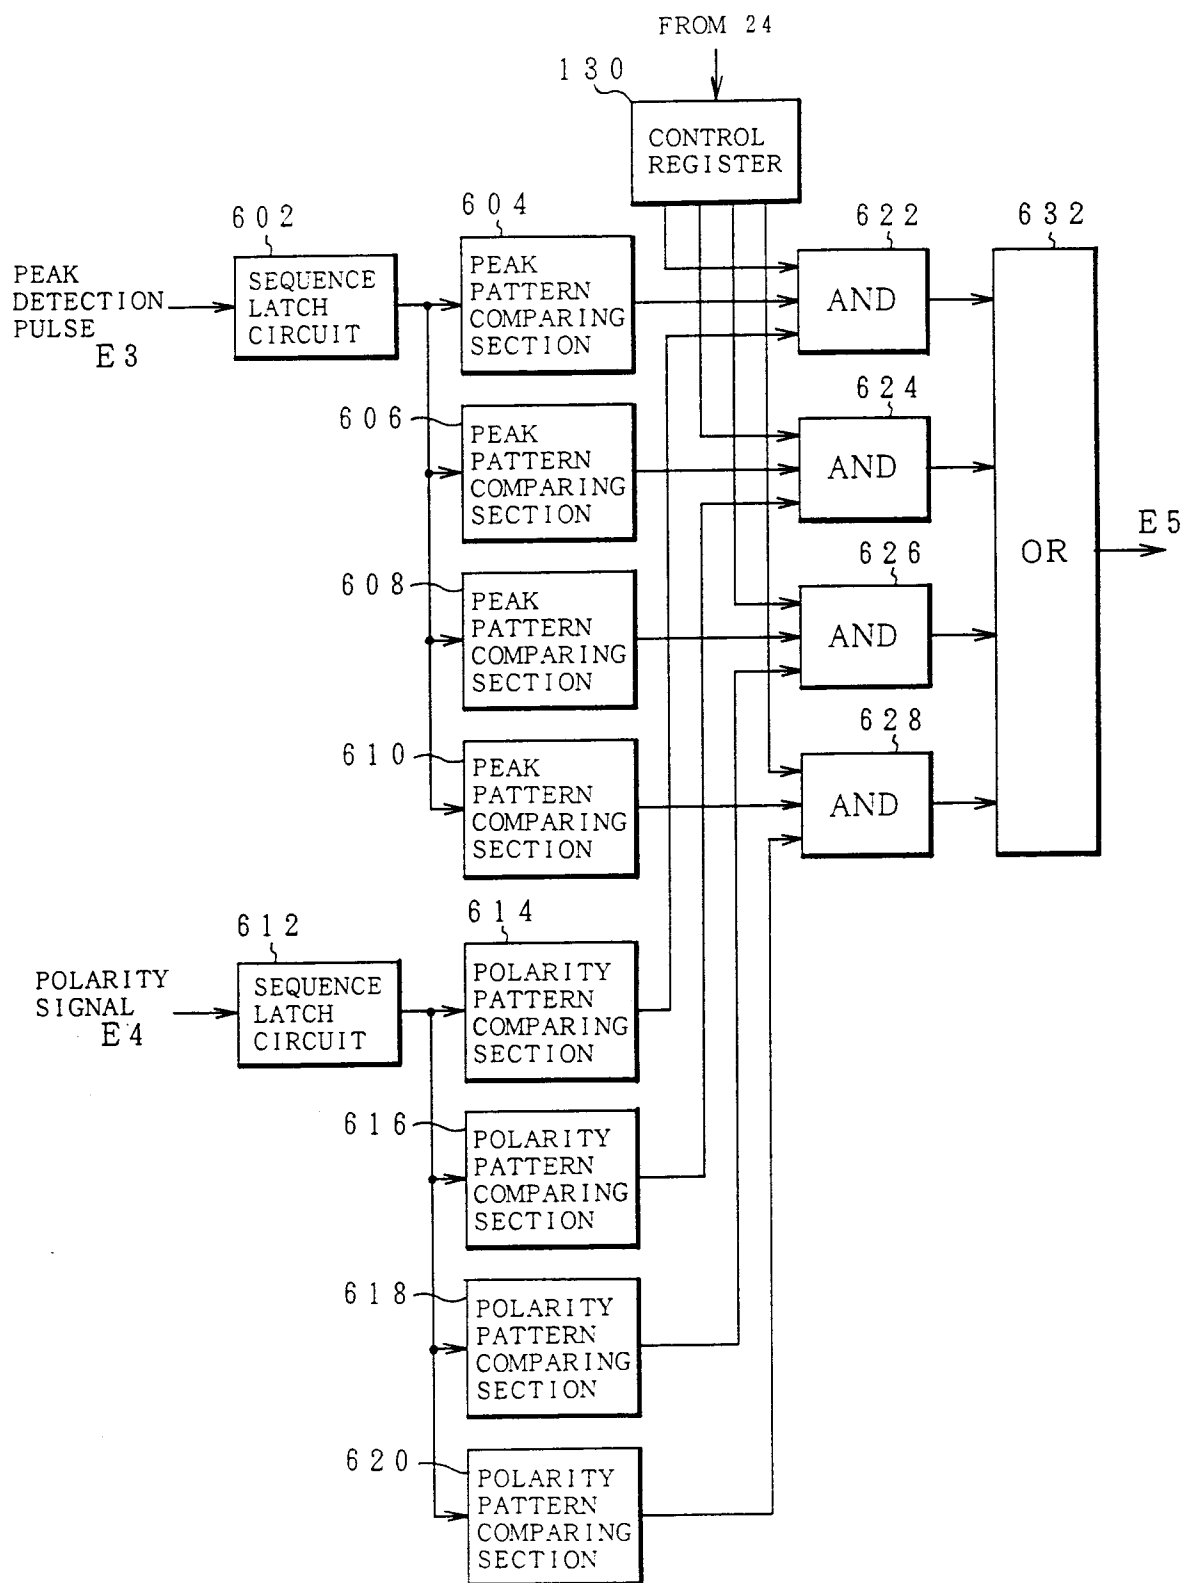 FROM 24
130
CONTROL
REGISTER
602
604
622
632
PEAK
DETECTION
PULSE
E3
SEQUENCE
LATCH
CIRCUIT
PEAK
PATTERN
COMPARING
SECTION
AND
606
PEAK
PATTERN
COMPARING
SECTION
624
AND
OR
E5
608
PEAK
PATTERN
COMPARING
SECTION
626
AND
610
PEAK
PATTERN
COMPARING
SECTION
628
AND
612
614
POLARITY
SIGNAL
E4
SEQUENCE
LATCH
CIRCUIT
POLARITY
PATTERN
COMPARING
SECTION
616
POLARITY
PATTERN
COMPARING
SECTION
618
POLARITY
PATTERN
COMPARING
SECTION
620
POLARITY
PATTERN
COMPARING
SECTION